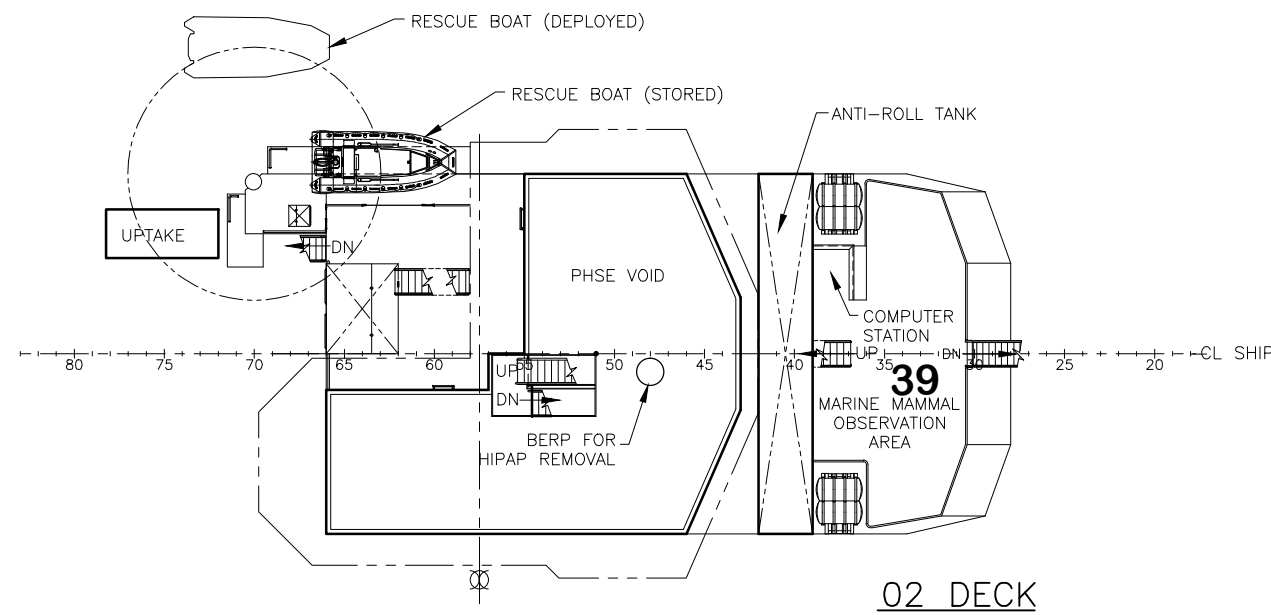 RESCUE BOAT (DEPLOYED)
RESCUE BOAT (STORED)
ANTI-ROLL TANK
UPTAKE
DN
PHSE VOID
COMPUTER
STATION
80 75 70 65 60 55 50 45 40 35 30 25 20
UP
DN
CL SHIP
UP
DN
39
MARINE MAMMAL
OBSERVATION
AREA
BERP FOR
HIPAP REMOVAL
02 DECK